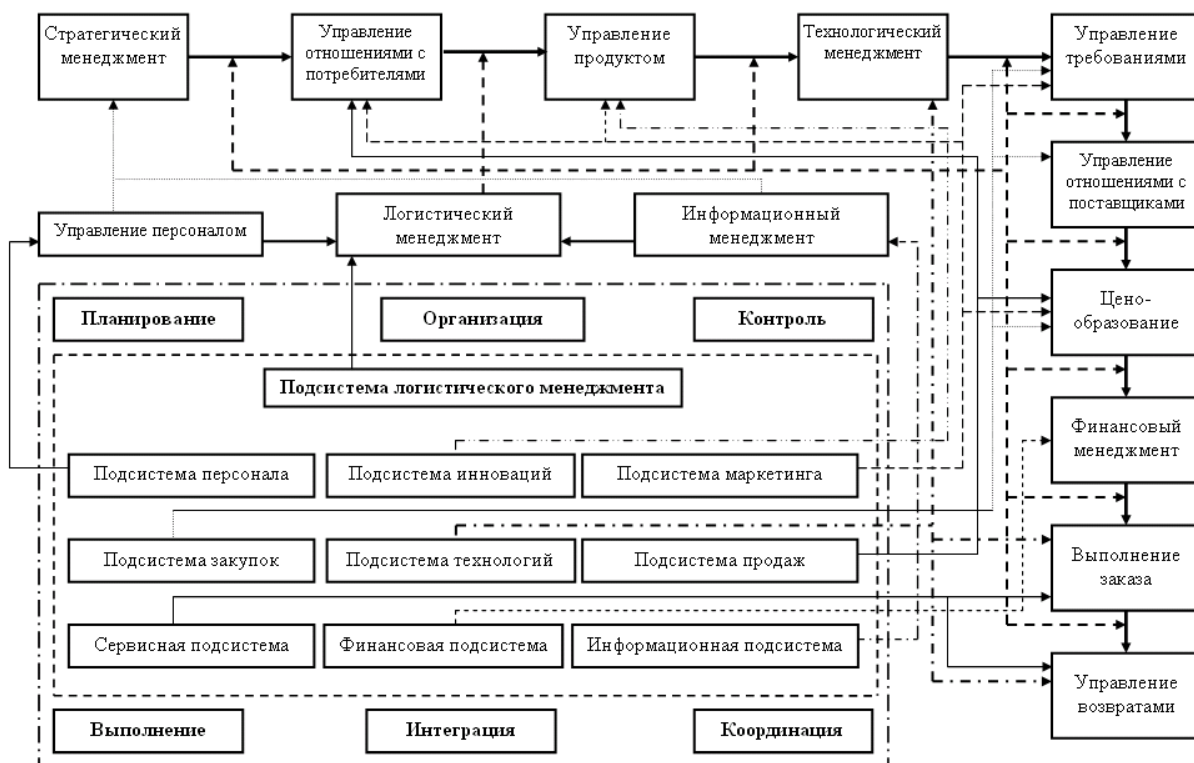 Стратегический
менеджмент
Управление
отношениями с
потребителями
Управление
продуктом
Технологический
менеджмент
Управление
требованиями
Управление
отношениями с
поставщиками
Управление персоналом
Логистический
менеджмент
Информационный
менеджмент
Цено-
образование
Планирование
Организация
Контроль
Подсистема логистического менеджмента
Финансовый
менеджмент
Подсистема персонала
Подсистема инноваций
Подсистема маркетинга
Подсистема закупок
Подсистема технологий
Подсистема продаж
Выполнение
заказа
Сервисная подсистема
Финансовая подсистема
Информационная подсистема
Управление
возвратами
Выполнение
Интеграция
Координация